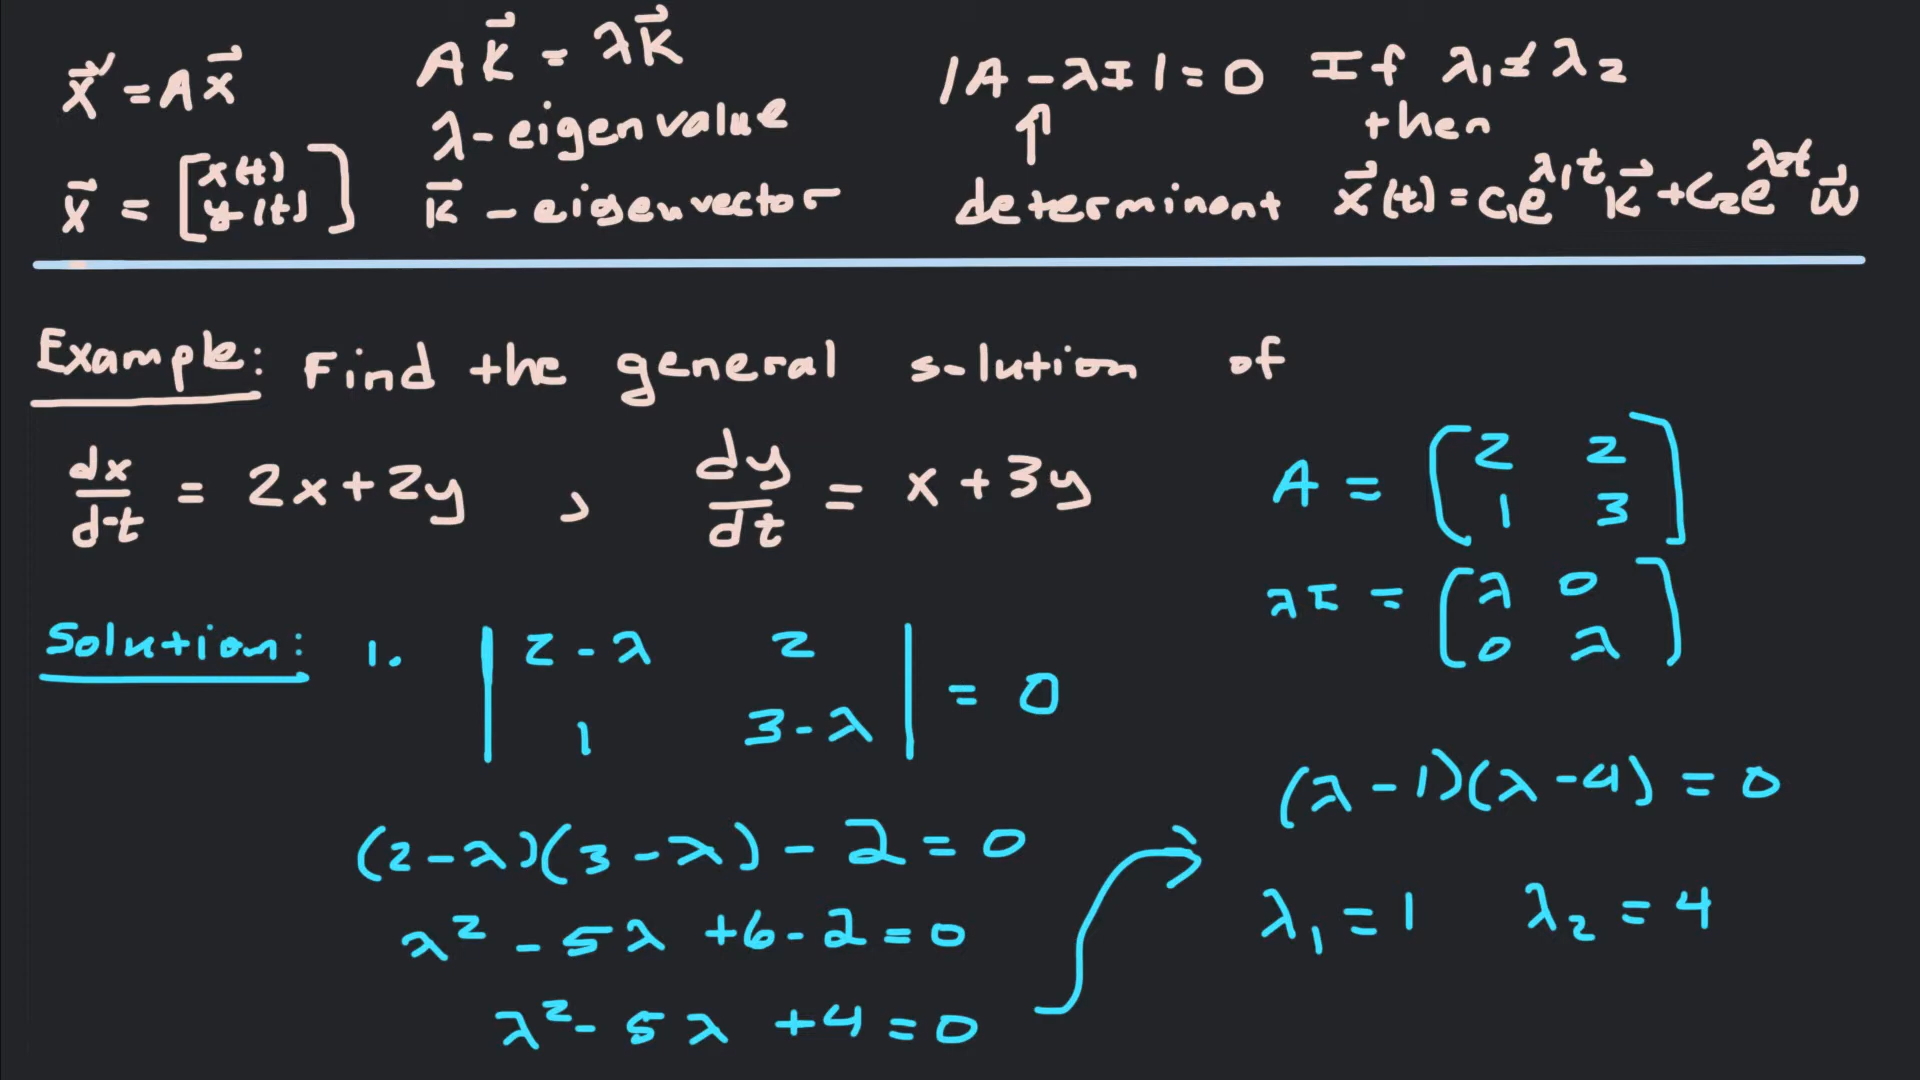 x⃗' = Ax⃗
x⃗ = [x(t) y(t)]
AK⃗ = λK⃗
λ - eigenvalue
K⃗ - eigenvector
|A - λI| = 0
↑
determinant
If λ₁ ≠ λ₂
then
x⃗(t) = c₁e^{λ₁t}K⃗ + c₂e^{λ₂t}w⃗
Example: Find the general solution of
dx/dt = 2x + 2y , dy/dt = x + 3y
A = [2 2
1 3]
λI = [λ 0
0 λ]
Solution: 1. |2-λ 2
1 3-λ| = 0
(2-λ)(3-λ) - 2 = 0
λ² - 5λ + 6 - 2 = 0
λ² - 5λ + 4 = 0
(λ - 1)(λ - 4) = 0
λ₁ = 1 λ₂ = 4